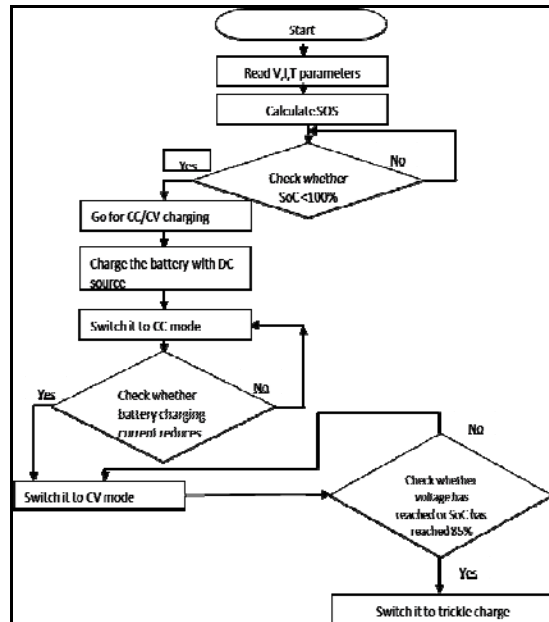 Start
Read V,I,T parameters
Calculate SOS
Yes
No
Check whether
SoC<100%
Go for CC/CV charging
Charge the battery with DC
source
Switch it to CC mode
Yes
No
Check whether
battery charging
current reduces
No
Switch it to CV mode
Check whether
voltage has
reached or SoC has
reached 85%
Yes
Switch it to trickle charge